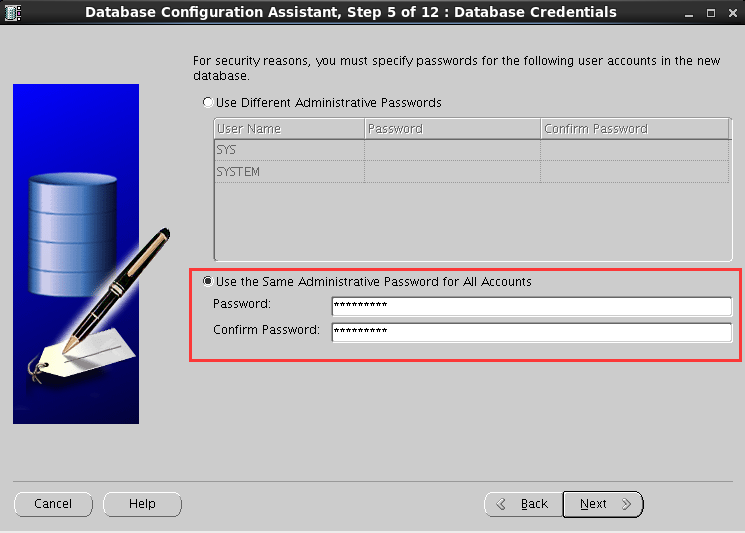 Database Configuration Assistant, Step 5 of 12 : Database Credentials
For security reasons, you must specify passwords for the following user accounts in the new
database.
Use Different Administrative Passwords
User Name Password Confirm Password
SYS
SYSTEM
Use the Same Administrative Password for All Accounts
Password: *********
Confirm Password: *********
Cancel Help Back Next